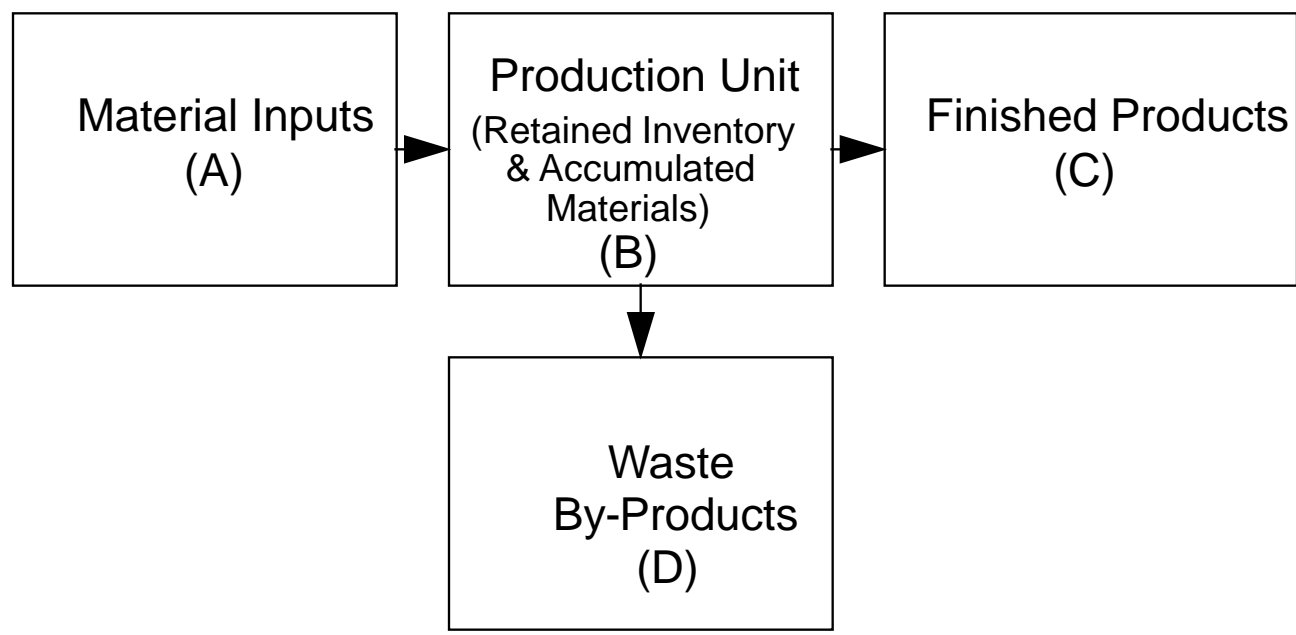 Material Inputs
(A)
Production Unit
(Retained Inventory
& Accumulated
Materials)
(B)
Finished Products
(C)
Waste
By-Products
(D)